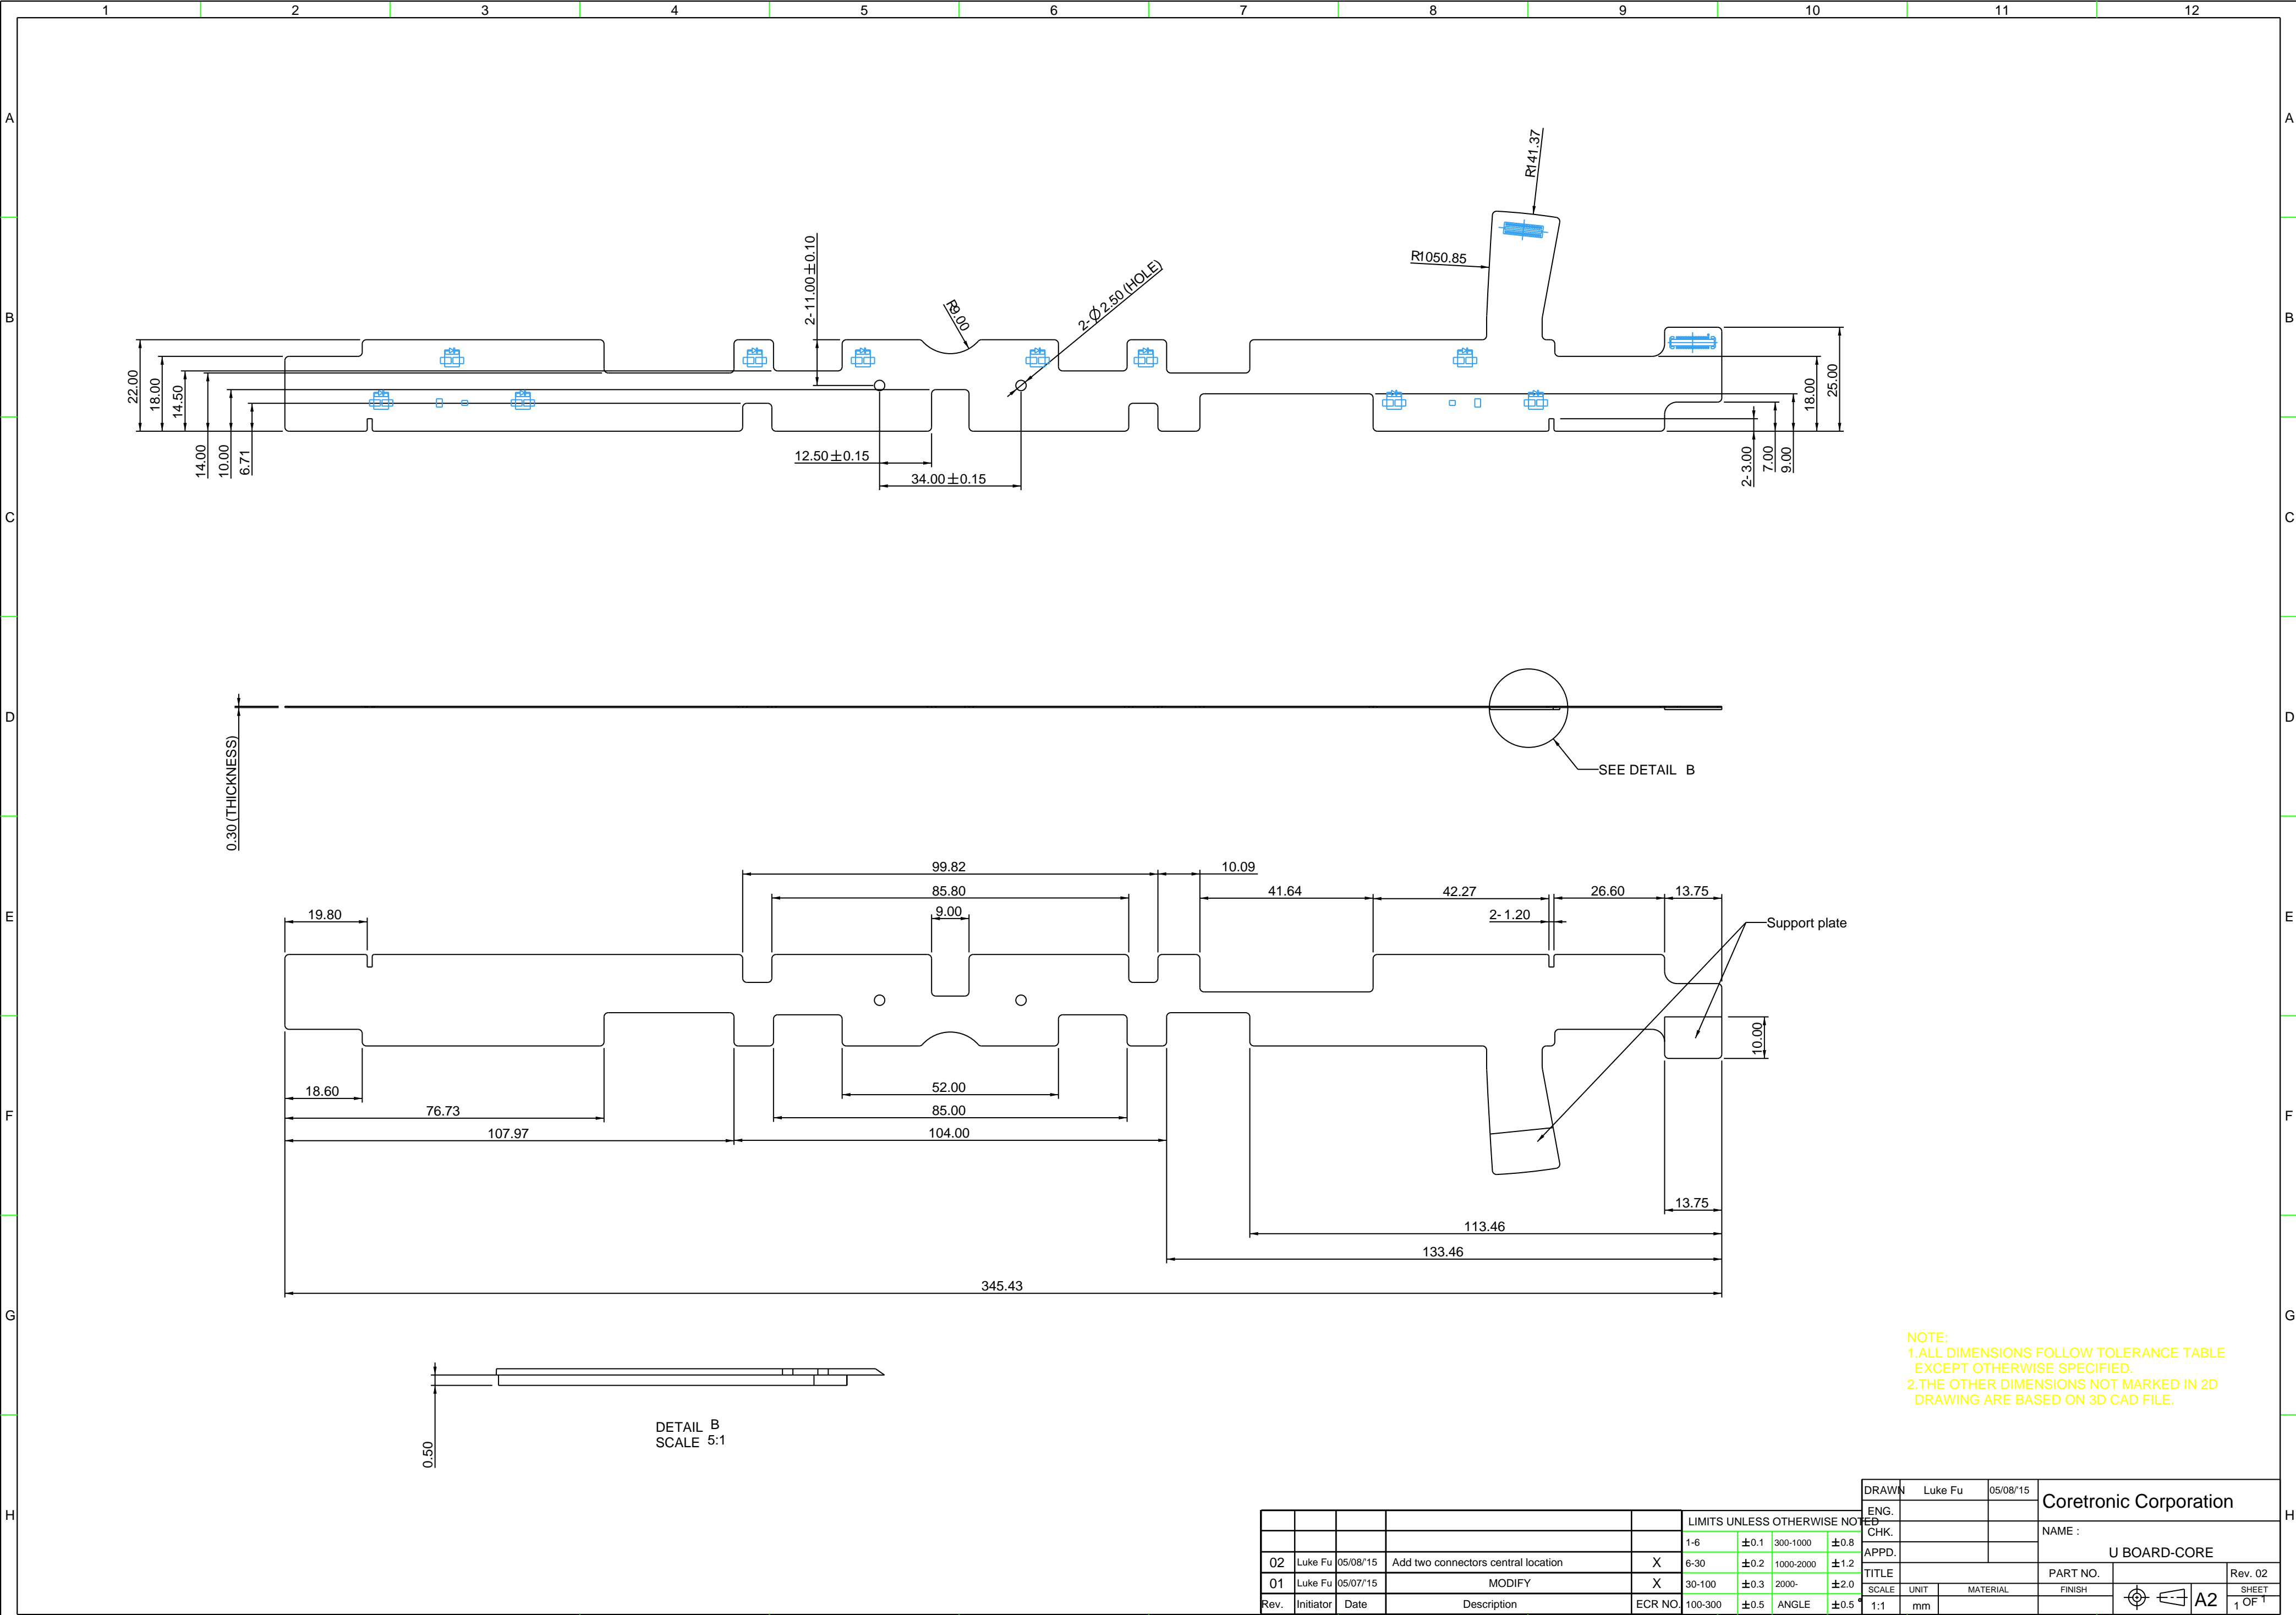 1 2 3 4 5 6 7 8 9 10 11 12
A A
R141.37
2-11.00±0.10
R1050.85
2-Ø2.50 (HOLE)
R9.00
B B
22.00
18.00
14.50
14.00
10.00
6.71
18.00
25.00
12.50±0.15
34.00±0.15
2-3.00
7.00
9.00
C C
D D
0.30 (THICKNESS)
SEE DETAIL B
99.82
10.09
85.80
41.64
42.27
26.60
13.75
E E
19.80
9.00
2-1.20
Support plate
10.00
18.60
52.00
76.73
85.00
F F
107.97
104.00
13.75
113.46
133.46
345.43
G G
NOTE:
1.ALL DIMENSIONS FOLLOW TOLERANCE TABLE
EXCEPT OTHERWISE SPECIFIED.
2.THE OTHER DIMENSIONS NOT MARKED IN 2D
DRAWING ARE BASED ON 3D CAD FILE.
0.50
DETAIL B
SCALE 5:1
H H
02 Luke Fu 05/08/'15 Add two connectors central location X
01 Luke Fu 05/07/'15 MODIFY X
Rev. Initiator Date Description ECR NO.
LIMITS UNLESS OTHERWISE NOTED
1-6 ±0.1 300-1000 ±0.8
6-30 ±0.2 1000-2000 ±1.2
30-100 ±0.3 2000- ±2.0
100-300 ±0.5 ANGLE ±0.5°
DRAWN Luke Fu 05/08/'15
ENG.
CHK.
APPD.
TITLE
Coretronic Corporation
NAME :
U BOARD-CORE
PART NO. Rev. 02
SCALE UNIT MATERIAL FINISH A2 SHEET
1:1 mm 1 OF 1